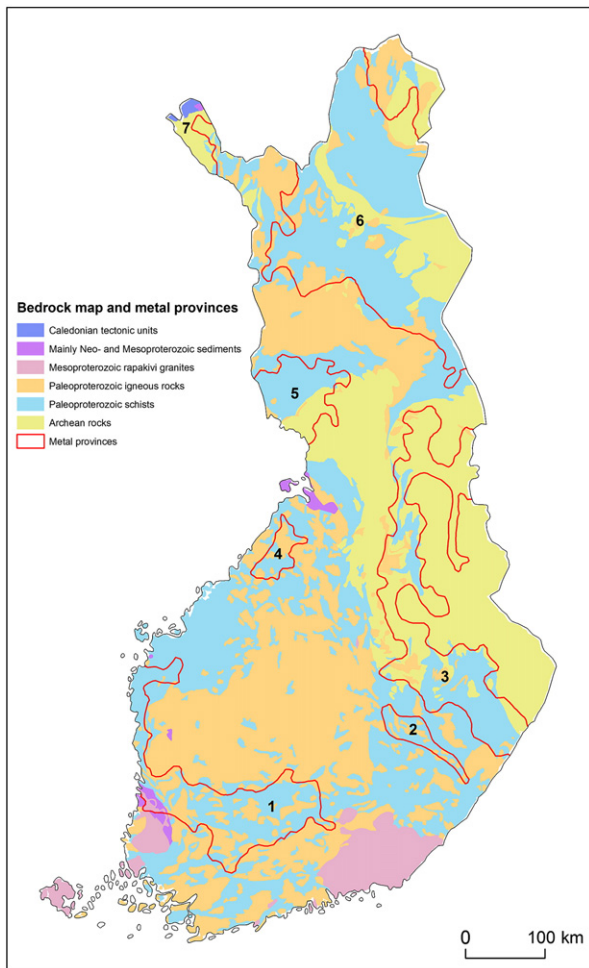 7
6
Bedrock map and metal provinces
Caledonian tectonic units
Mainly Neo- and Mesoproterozoic sediments
Mesoproterozoic rapakivi granites
Paleoproterozoic igneous rocks
Paleoproterozoic schists
Archean rocks
Metal provinces
5
4
3
2
1
0 100 km